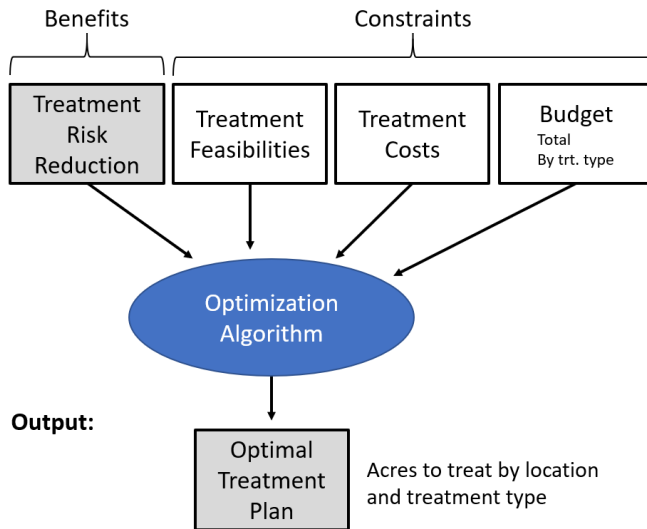 Benefits
Constraints
Treatment
Risk
Reduction
Treatment
Feasibilities
Treatment
Costs
Budget
Total
By trt. type
Optimization
Algorithm
Output:
Optimal
Treatment
Plan
Acres to treat by location
and treatment type